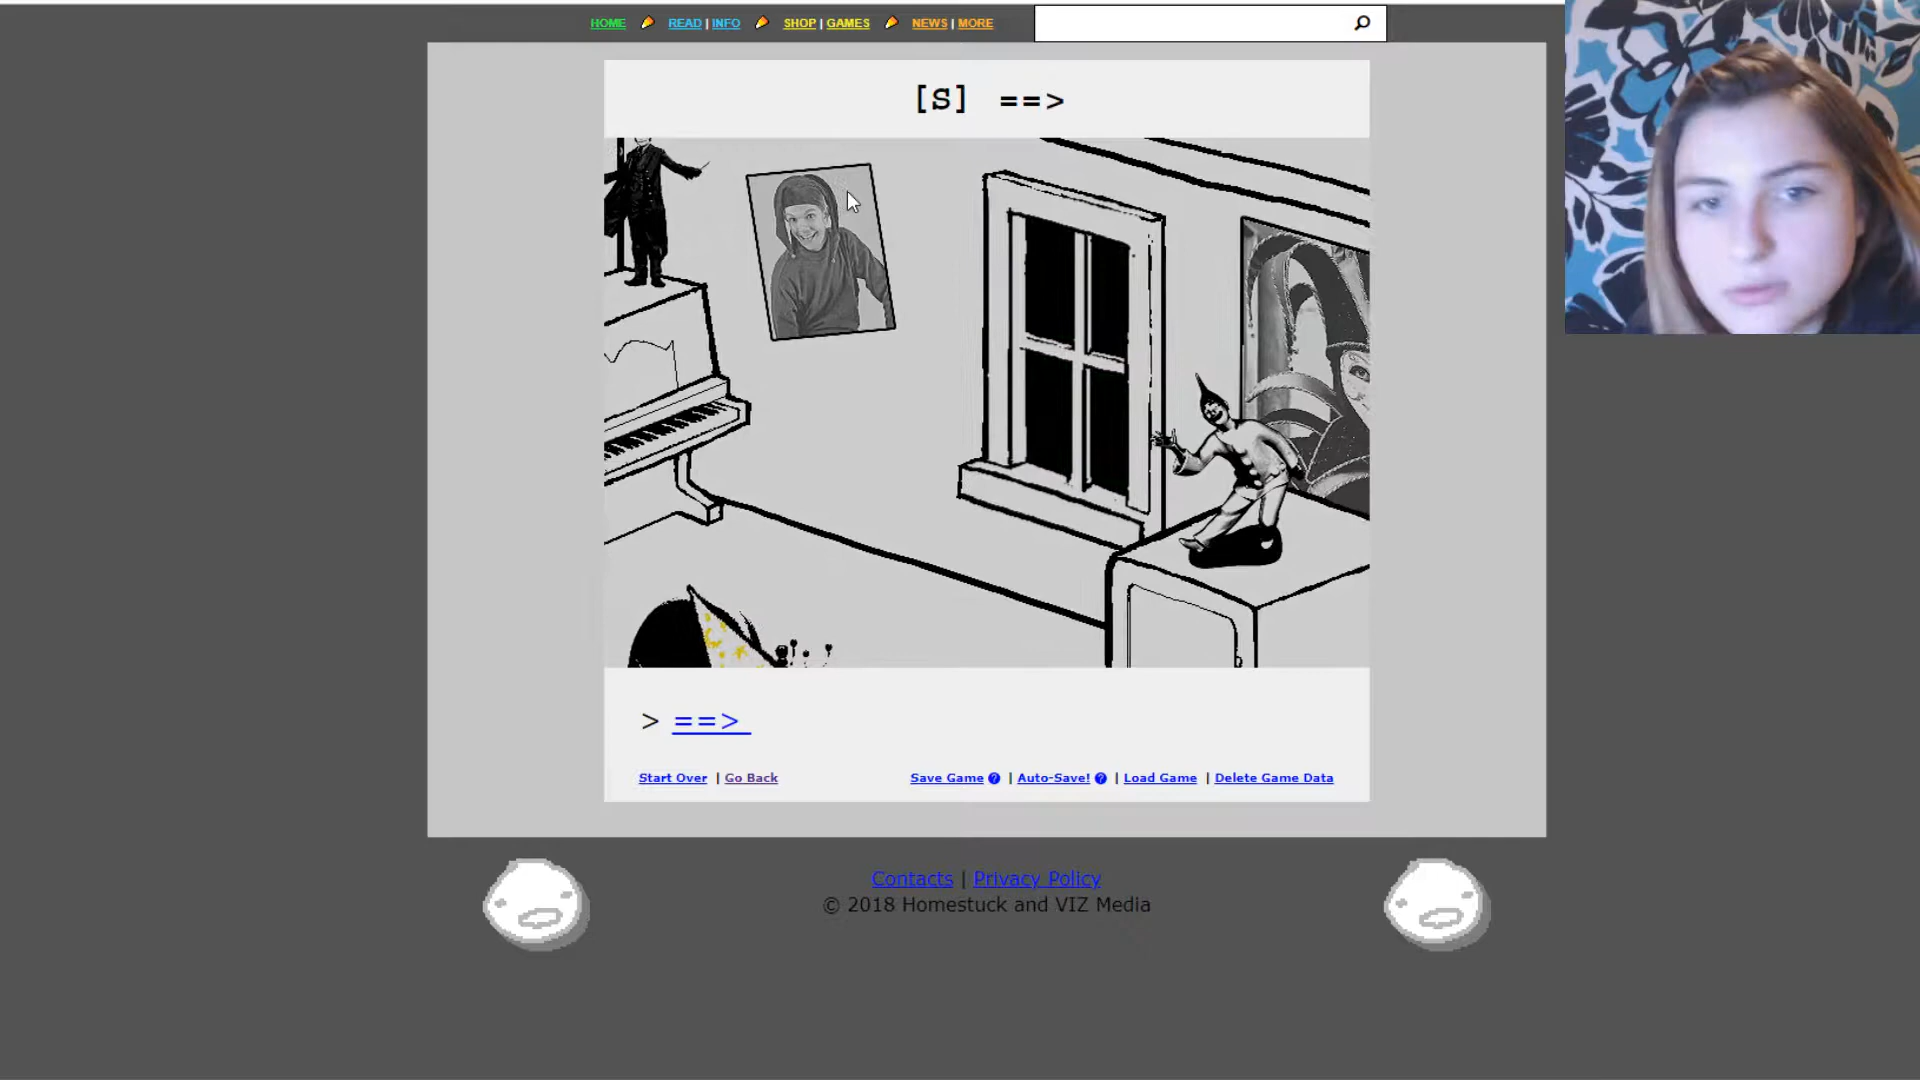 HOME READ | INFO SHOP | GAMES NEWS | MORE
[S] ==>
> ==>
Start Over | Go Back Save Game ? | Auto-Save! ? | Load Game | Delete Game Data
Contacts | Privacy Policy
© 2018 Homestuck and VIZ Media